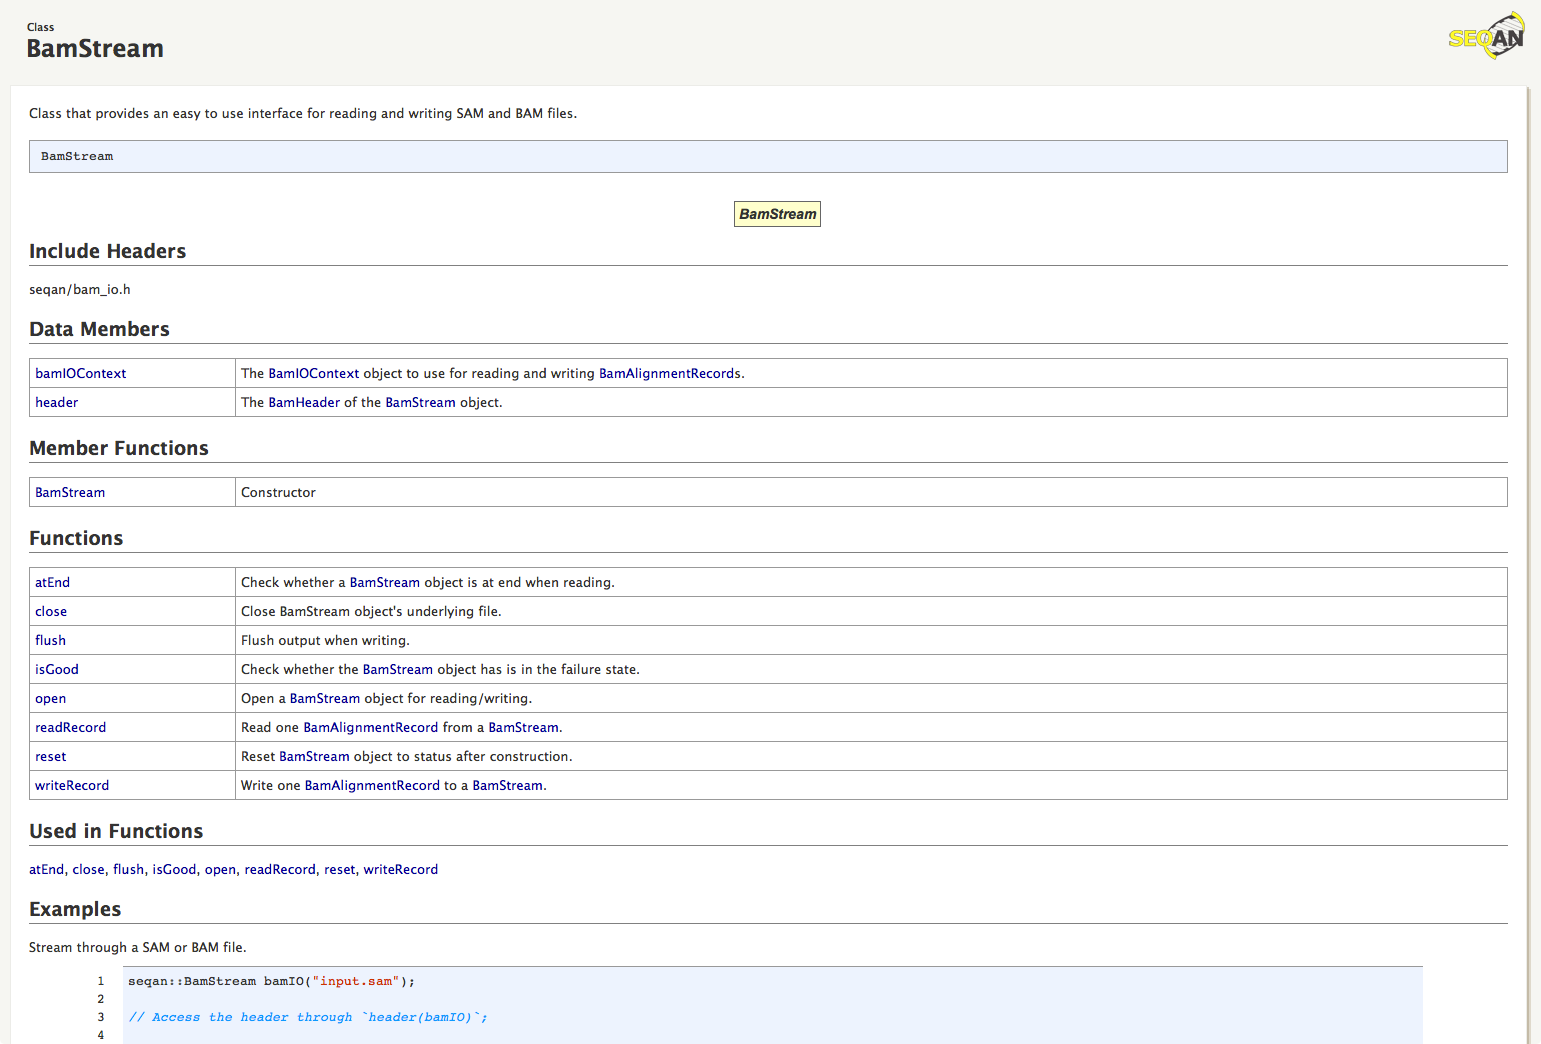 Class
BamStream
SEQAN
Class that provides an easy to use interface for reading and writing SAM and BAM files.
BamStream
BamStream
Include Headers
seqan/bam_io.h
Data Members
bamIOContext The BamIOContext object to use for reading and writing BamAlignmentRecords.
header The BamHeader of the BamStream object.
Member Functions
BamStream Constructor
Functions
atEnd Check whether a BamStream object is at end when reading.
close Close BamStream object's underlying file.
flush Flush output when writing.
isGood Check whether the BamStream object has is in the failure state.
open Open a BamStream object for reading/writing.
readRecord Read one BamAlignmentRecord from a BamStream.
reset Reset BamStream object to status after construction.
writeRecord Write one BamAlignmentRecord to a BamStream.
Used in Functions
atEnd, close, flush, isGood, open, readRecord, reset, writeRecord
Examples
Stream through a SAM or BAM file.
1 seqan::BamStream bamIO("input.sam");
2
3 // Access the header through `header(bamIO)`;
4